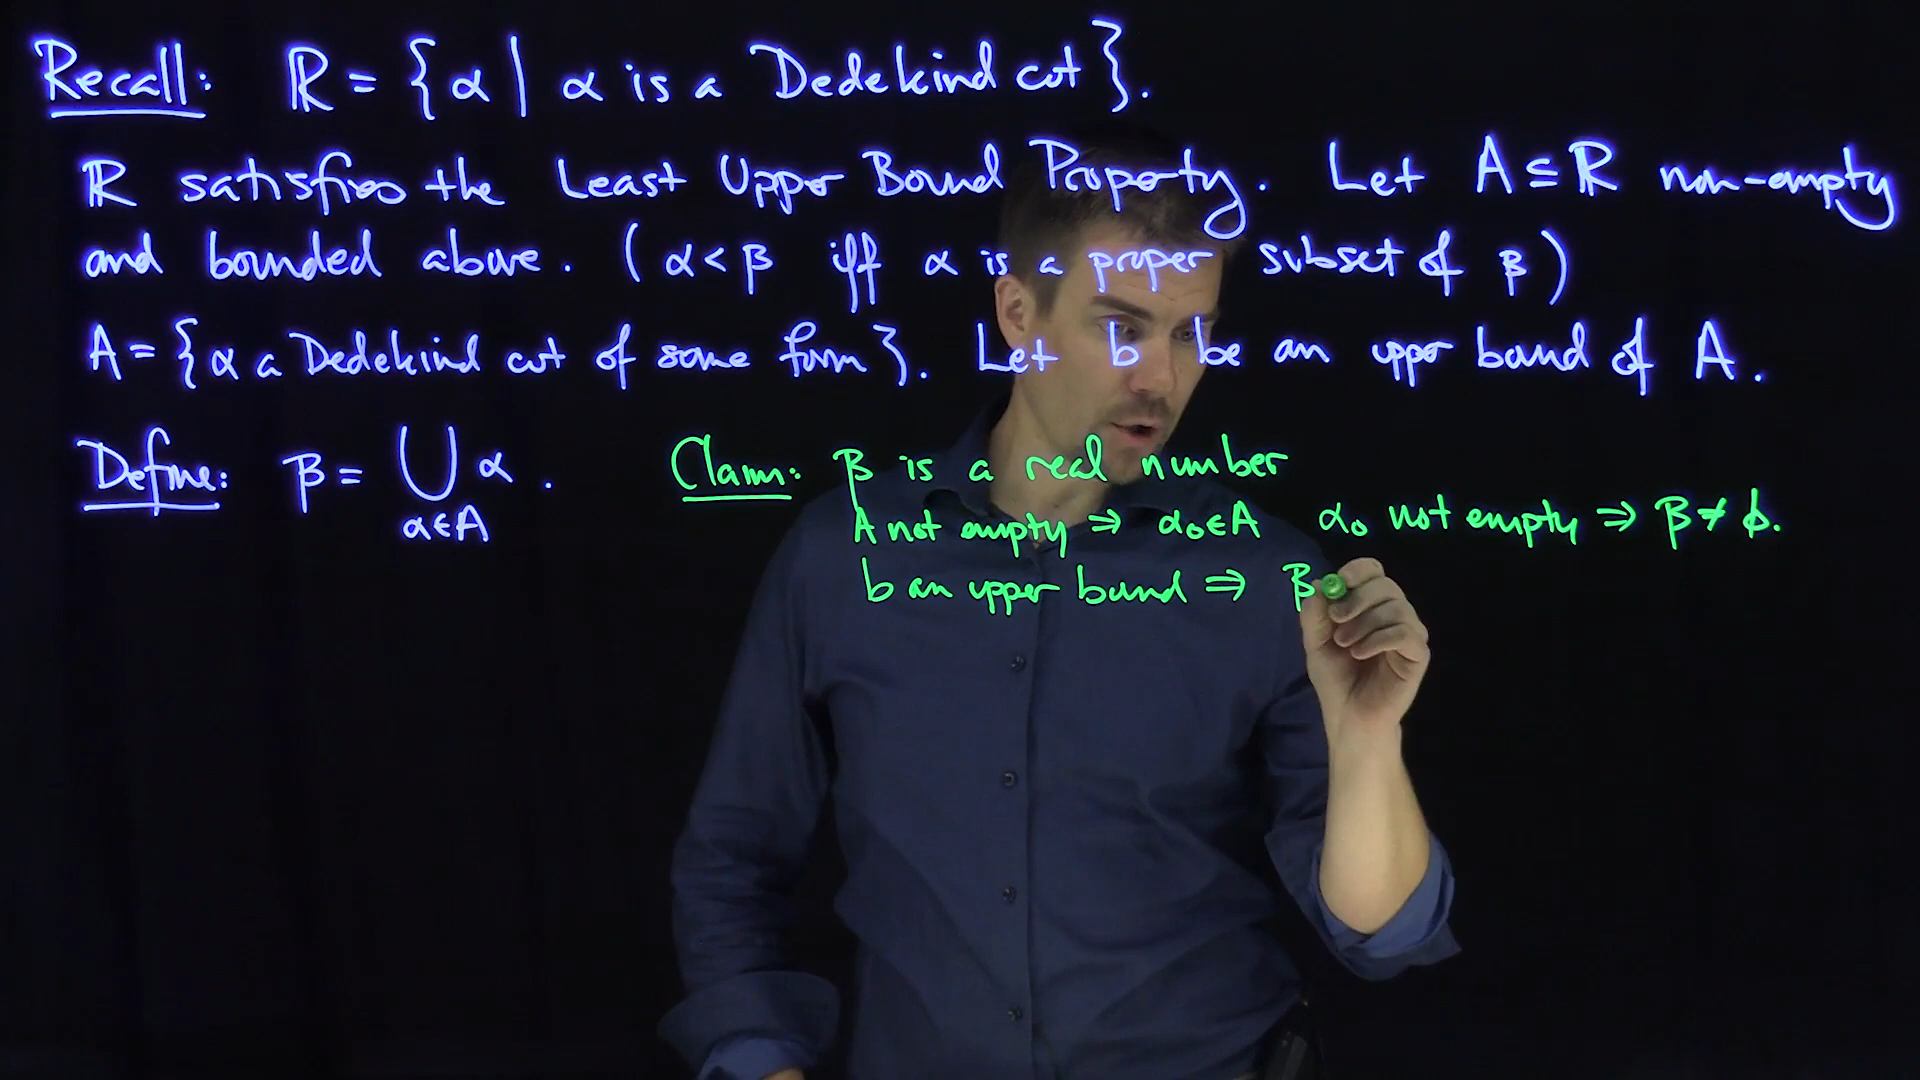 Recall: ℝ = {α | α is a Dedekind cut}.
ℝ satisfies the Least Upper Bound Property. Let A ⊆ ℝ non-empty
and bounded above. (α < β iff α is a proper subset of β)
A = {α a Dedekind cut of some form}. Let b be an upper bound of A.
Define: β = ⋃ α. Claim: β is a real number
α∈A
A not empty ⇒ α₀ ∈ A α₀ not empty ⇒ β ≠ ϕ.
b an upper bound ⇒ β